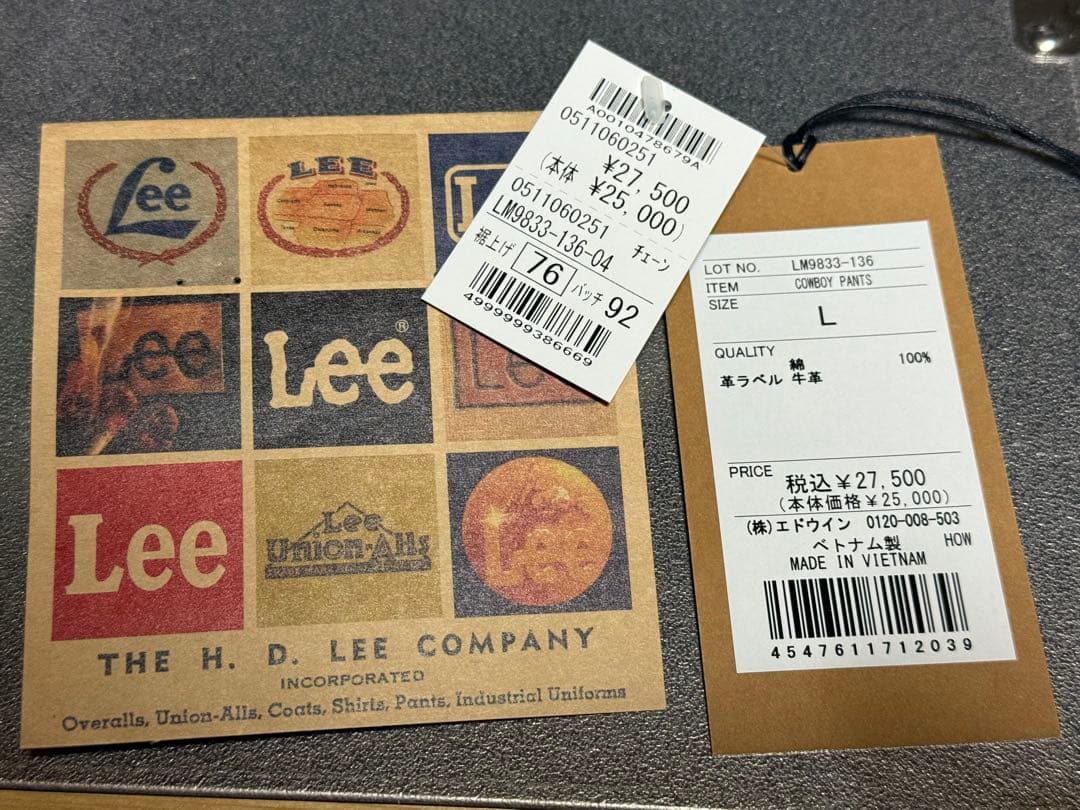 Lee
LEE
Lee
Lee®
Lee
Lee
Lee
Union-Alls
Lee
THE H. D. LEE COMPANY
INCORPORATED
Overalls, Union-Alls, Coats, Shirts, Pants, Industrial Uniforms
A0010478679A
0511060251
¥27,500
(本体 ¥25,000)
0511060251
LM9833-136-04
裾上げ 76 チェーン
パッチ 92
4999999386669
LOT NO. LM9833-136
ITEM COWBOY PANTS
SIZE L
QUALITY
綿 100%
革ラベル 牛革
PRICE 税込¥27,500
(本体価格¥25,000)
(株)エドウイン 0120-008-503
ベトナム製 HOW
MADE IN VIETNAM
4547611712039